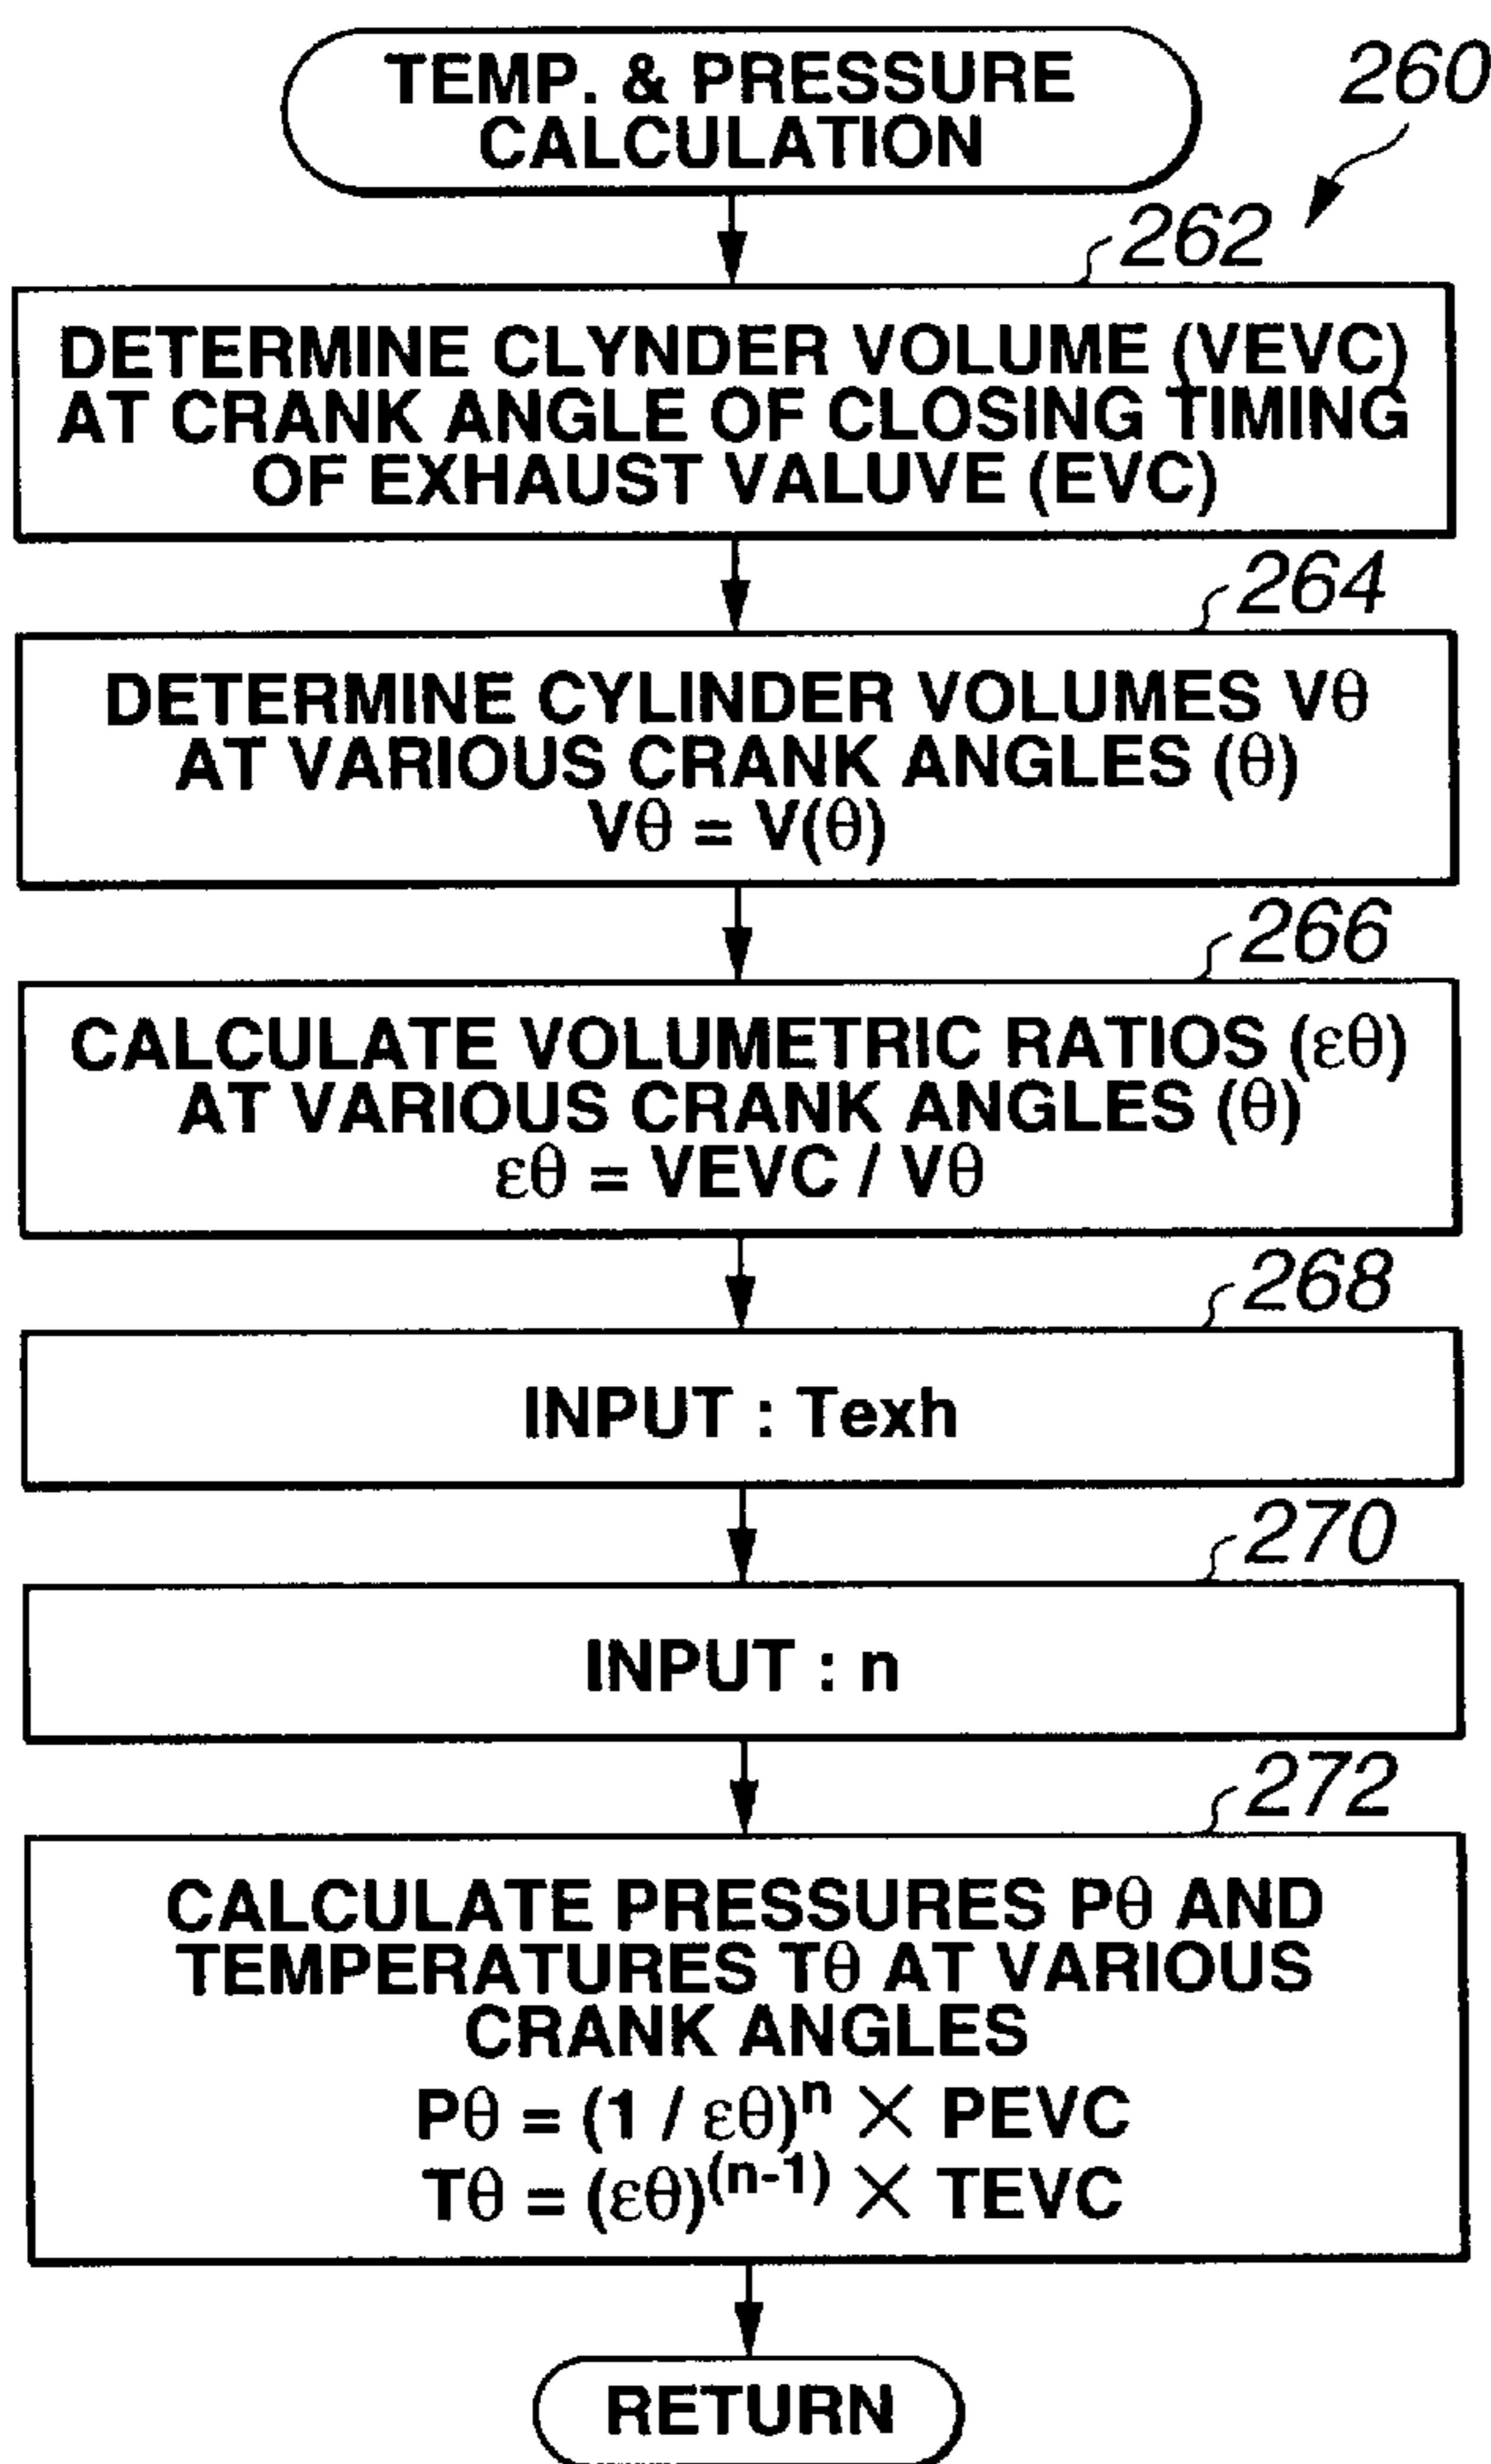 TEMP. & PRESSURE
CALCULATION
260
262
DETERMINE CLYNDER VOLUME (VEVC)
AT CRANK ANGLE OF CLOSING TIMING
OF EXHAUST VALUVE (EVC)
264
DETERMINE CYLINDER VOLUMES Vθ
AT VARIOUS CRANK ANGLES (θ)
Vθ = V(θ)
266
CALCULATE VOLUMETRIC RATIOS (εθ)
AT VARIOUS CRANK ANGLES (θ)
εθ = VEVC / Vθ
268
INPUT : Texh
270
INPUT : n
272
CALCULATE PRESSURES Pθ AND
TEMPERATURES Tθ AT VARIOUS
CRANK ANGLES
Pθ = (1 / εθ)^n × PEVC
Tθ = (εθ)^(n-1) × TEVC
RETURN